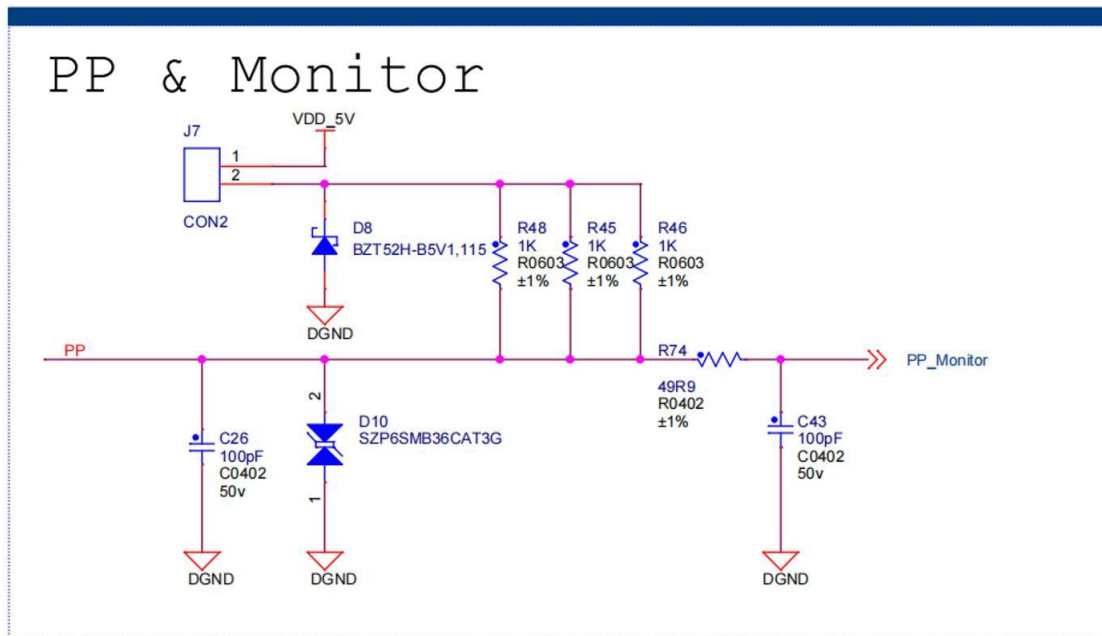 PP & Monitor
VDD_5V
J7
1
2
CON2
D8
BZT52H-B5V1,115
DGND
R48
1K
R0603
±1%
R45
1K
R0603
±1%
R46
1K
R0603
±1%
PP
R74
49R9
R0402
±1%
PP_Monitor
C26
100pF
C0402
50v
2
D10
SZP6SMB36CAT3G
1
C43
100pF
C0402
50v
DGND
DGND
DGND